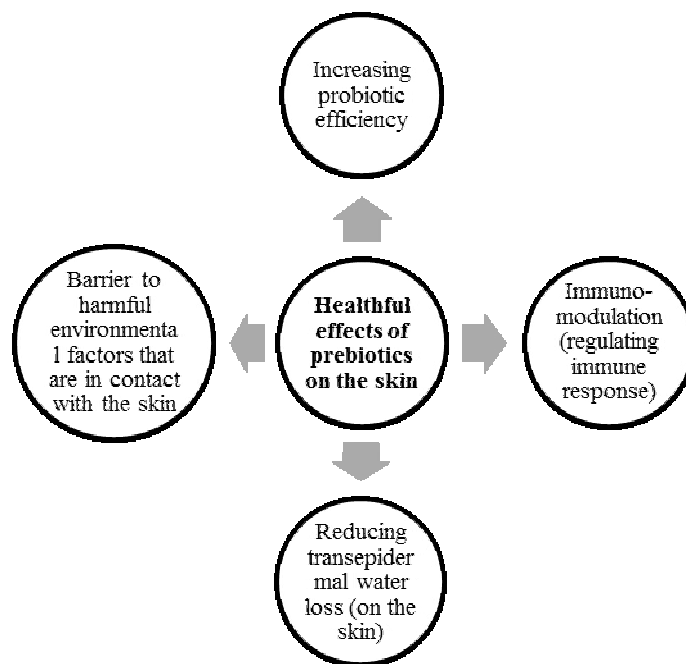 Increasing
probiotic
efficiency
Barrier to
harmful
environmenta
l factors that
are in contact
with the skin
Healthful
effects of
prebiotics
on the skin
Immuno-
modulation
(regulating
immune
response)
Reducing
transepider
mal water
loss (on the
skin)